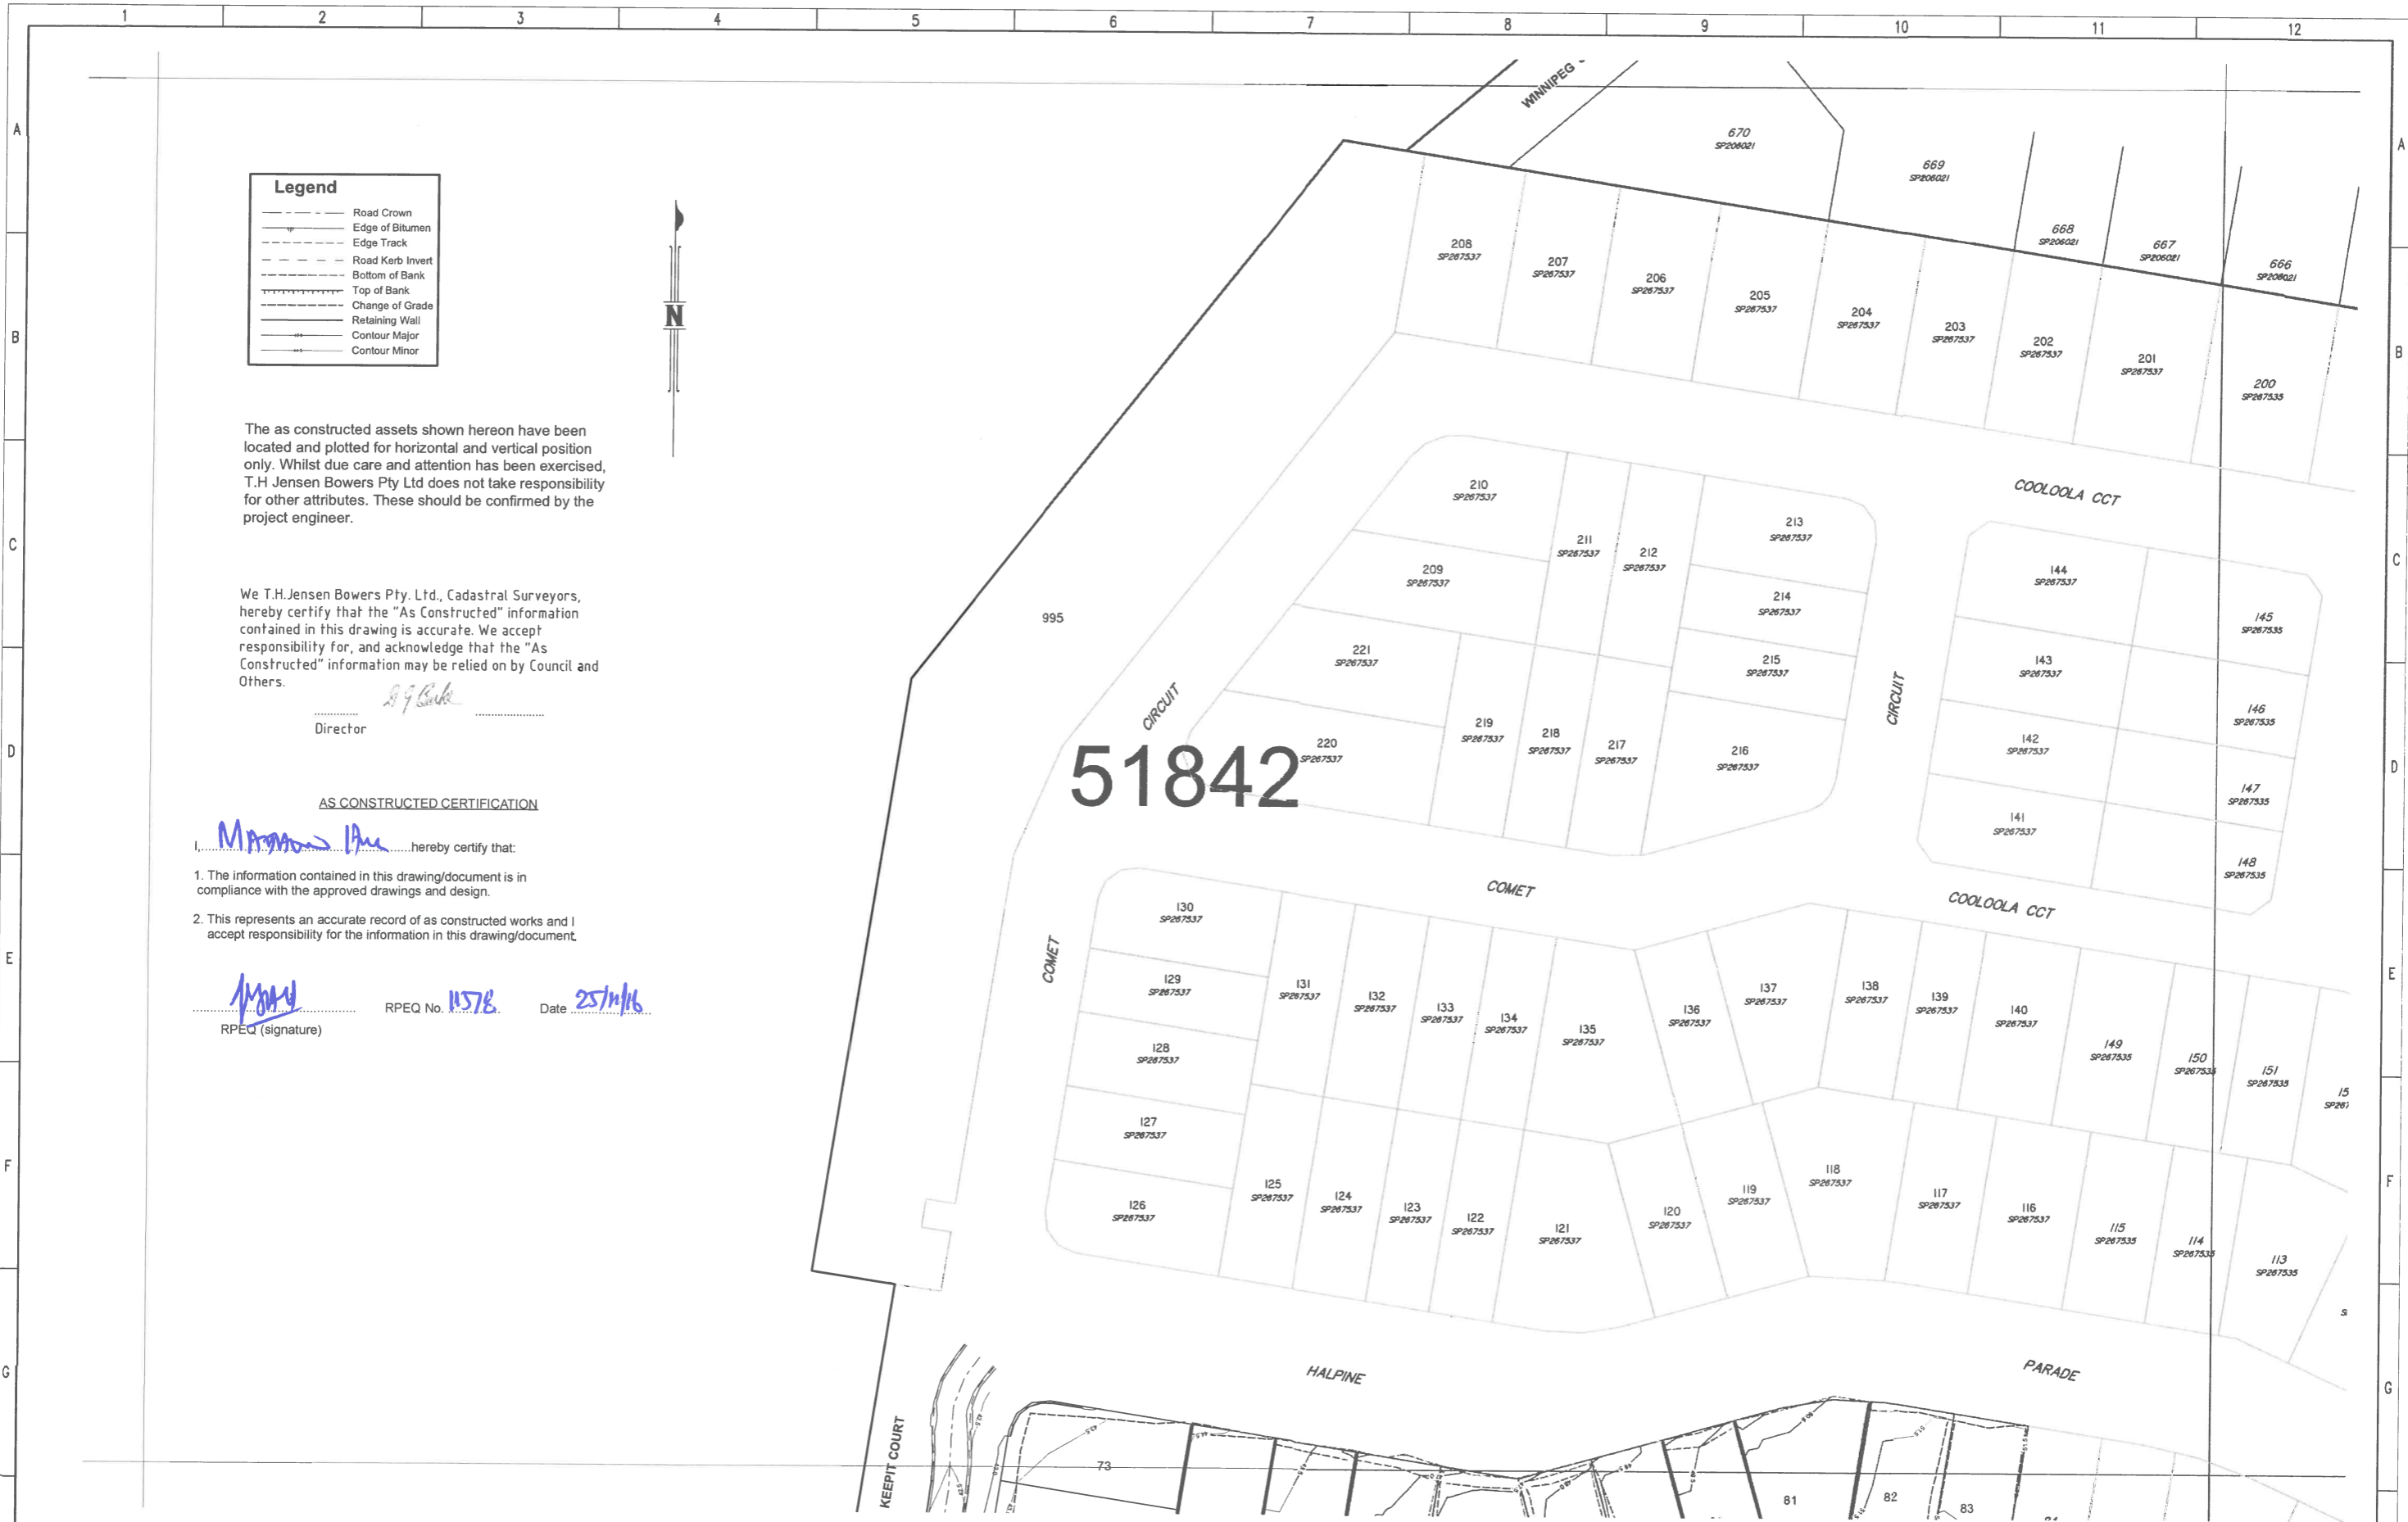 1 2 3 4 5 6 7 8 9 10 11 12
A
B
C
D
E
F
G
A
B
C
D
E
F
G
Legend
Road Crown
Edge of Bitumen
Edge Track
Road Kerb Invert
Bottom of Bank
Top of Bank
Change of Grade
Retaining Wall
Contour Major
Contour Minor
N
The as constructed assets shown hereon have been
located and plotted for horizontal and vertical position
only. Whilst due care and attention has been exercised,
T.H Jensen Bowers Pty Ltd does not take responsibility
for other attributes. These should be confirmed by the
project engineer.
We T.H.Jensen Bowers Pty. Ltd., Cadastral Surveyors,
hereby certify that the "As Constructed" information
contained in this drawing is accurate. We accept
responsibility for, and acknowledge that the "As
Constructed" information may be relied on by Council and
Others.
Director
AS CONSTRUCTED CERTIFICATION
I, hereby certify that:
1. The information contained in this drawing/document is in
compliance with the approved drawings and design.
2. This represents an accurate record of as constructed works and I
accept responsibility for the information in this drawing/document.
RPEQ No. 11578 Date 25/11/16
RPEQ (signature)
WINNIPEG
670
SP206021
669
SP206021
668
SP206021
667
SP206021
666
SP206021
208
SP267537
207
SP267537
206
SP267537
205
SP267537
204
SP267537
203
SP267537
202
SP267537
201
SP267537
200
SP267535
COOLOOLA CCT
210
SP267537
209
SP267537
211
SP267537
212
SP267537
213
SP267537
214
SP267537
215
SP267537
216
SP267537
221
SP267537
220
SP267537
219
SP267537
218
SP267537
217
SP267537
995
CIRCUIT
51842
CIRCUIT
144
SP267537
143
SP267537
142
SP267537
141
SP267537
145
SP267535
146
SP267535
147
SP267535
148
SP267535
COMET
COOLOOLA CCT
COMET
130
SP267537
129
SP267537
128
SP267537
127
SP267537
126
SP267537
131
SP267537
132
SP267537
133
SP267537
134
SP267537
135
SP267537
136
SP267537
137
SP267537
138
SP267537
139
SP267537
140
SP267537
149
SP267535
150
SP267535
151
SP267535
15
SP267
125
SP267537
124
SP267537
123
SP267537
122
SP267537
121
SP267537
120
SP267537
119
SP267537
118
SP267537
117
SP267537
116
SP267537
115
SP267535
114
SP267535
113
SP267535
HALPINE
PARADE
KEEPIT COURT
73
81
82
83